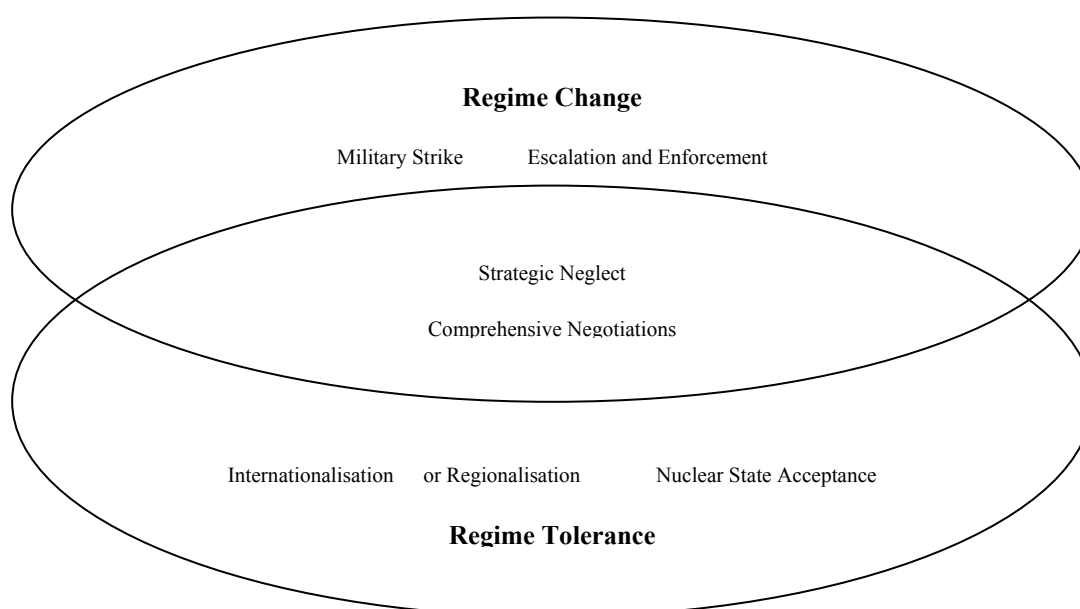 Regime Change
Military Strike Escalation and Enforcement
Strategic Neglect
Comprehensive Negotiations
Internationalisation or Regionalisation Nuclear State Acceptance
Regime Tolerance